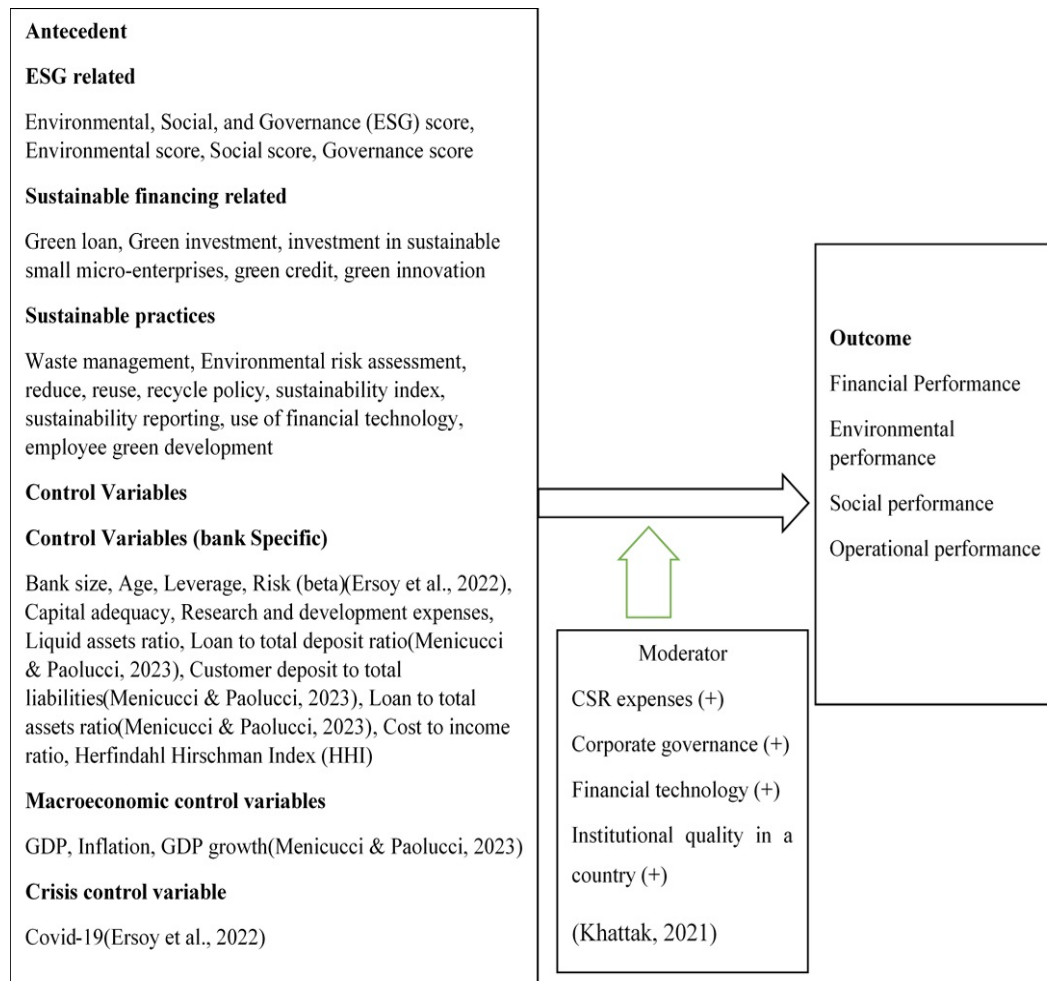 Antecedent
ESG related
Environmental, Social, and Governance (ESG) score,
Environmental score, Social score, Governance score
Sustainable financing related
Green loan, Green investment, investment in sustainable
small micro-enterprises, green credit, green innovation
Sustainable practices
Waste management, Environmental risk assessment,
reduce, reuse, recycle policy, sustainability index,
sustainability reporting, use of financial technology,
employee green development
Control Variables
Control Variables (bank Specific)
Bank size, Age, Leverage, Risk (beta)(Ersoy et al., 2022),
Capital adequacy, Research and development expenses,
Liquid assets ratio, Loan to total deposit ratio(Menicucci
& Paolucci, 2023), Customer deposit to total
liabilities(Menicucci & Paolucci, 2023), Loan to total
assets ratio(Menicucci & Paolucci, 2023), Cost to income
ratio, Herfindahl Hirschman Index (HHI)
Macroeconomic control variables
GDP, Inflation, GDP growth(Menicucci & Paolucci, 2023)
Crisis control variable
Covid-19(Ersoy et al., 2022)
Moderator
CSR expenses (+)
Corporate governance (+)
Financial technology (+)
Institutional quality in a
country (+)
(Khattak, 2021)
Outcome
Financial Performance
Environmental
performance
Social performance
Operational performance